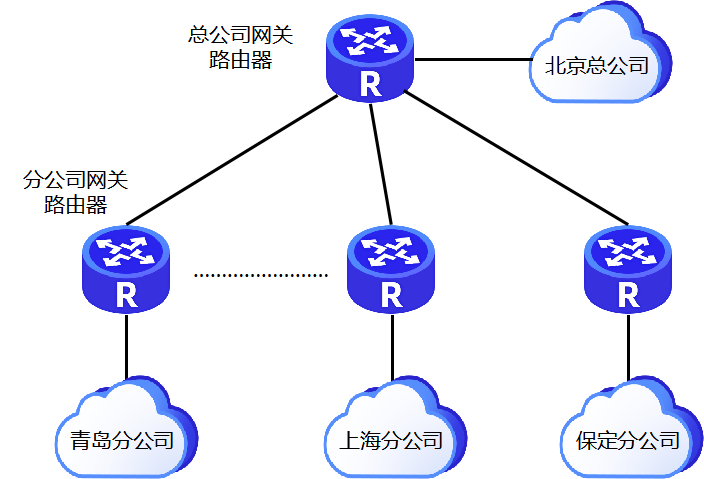 总公司网关
路由器
R
北京总公司
分公司网关
路由器
R
........................
R
R
青岛分公司
上海分公司
保定分公司